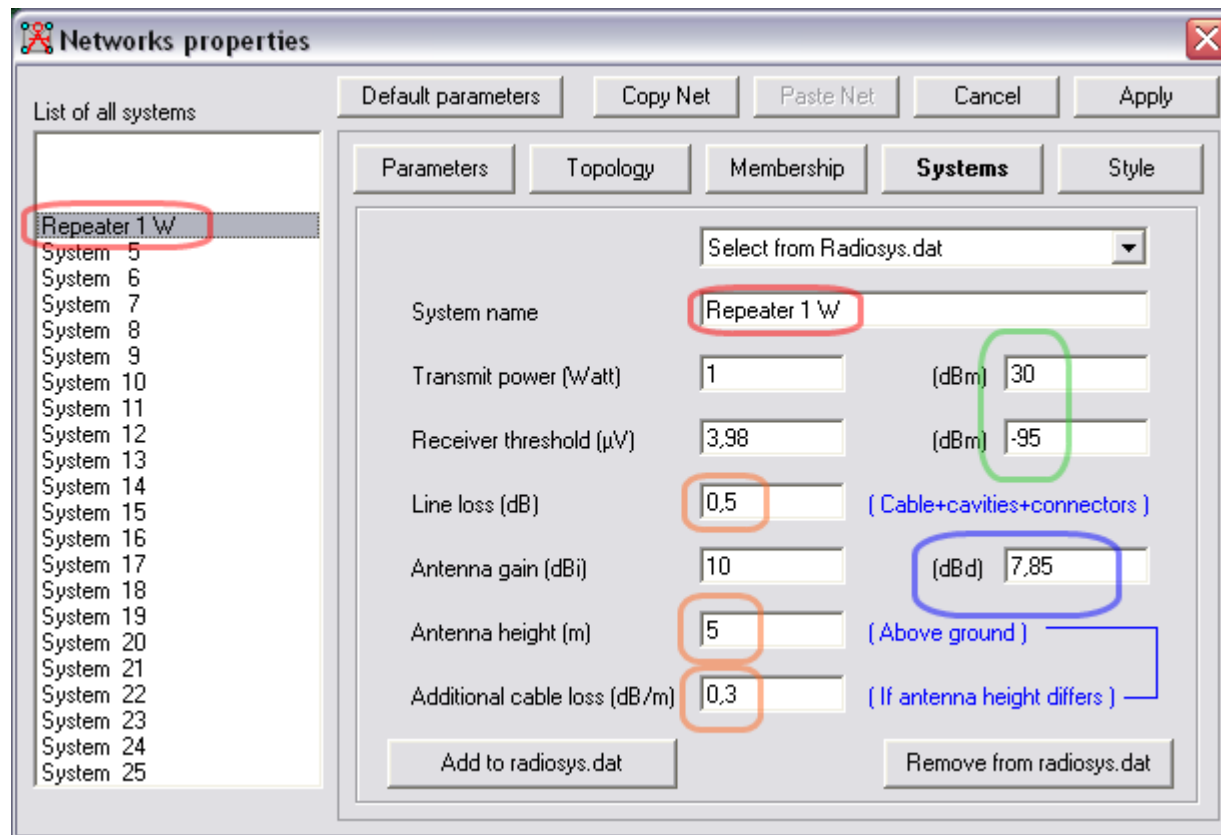 Networks properties
List of all systems
Default parameters Copy Net Paste Net Cancel Apply
Parameters Topology Membership Systems Style
Repeater 1 W
System 5
System 6
System 7
System 8
System 9
System 10
System 11
System 12
System 13
System 14
System 15
System 16
System 17
System 18
System 19
System 20
System 21
System 22
System 23
System 24
System 25
Select from Radiosys.dat
System name Repeater 1 W
Transmit power (Watt) 1 (dBm) 30
Receiver threshold (µV) 3,98 (dBm) -95
Line loss (dB) 0,5 ( Cable+cavities+connectors )
Antenna gain (dBi) 10 (dBd) 7,85
Antenna height (m) 5 ( Above ground )
Additional cable loss (dB/m) 0,3 ( If antenna height differs )
Add to radiosys.dat Remove from radiosys.dat